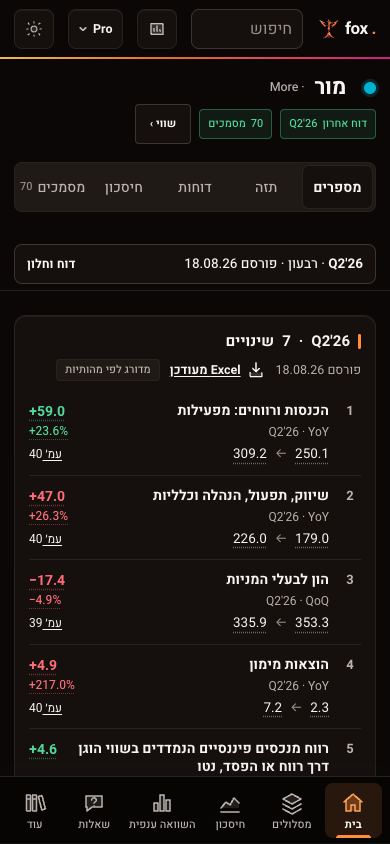 fox.
חיפוש
Pro
מור · More
דוח אחרון Q2'26
70 מסמכים
שווי ‹
מספרים
תזה
דוחות
חיסכון
מסמכים 70
Q2'26 · רבעון · פורסם 18.08.26
דוח וחלון
Q2'26 · 7 שינויים
פורסם 18.08.26
Excel מעודכן
מדורג לפי מהותיות
1 הכנסות ורווחים: מפעילות +59.0
Q2'26 · YoY +23.6%
250.1 ← 309.2 עמ' 40
2 שיווק, תפעול, הנהלה וכלליות +47.0
Q2'26 · YoY +26.3%
179.0 ← 226.0 עמ' 40
3 הון לבעלי המניות −17.4
Q2'26 · QoQ −4.9%
353.3 ← 335.9 עמ' 39
4 הוצאות מימון +4.9
Q2'26 · YoY +217.0%
2.3 ← 7.2 עמ' 40
5 רווח מנכסים פיננסיים הנמדדים בשווי הוגן +4.6
דרך רווח או הפסד, נטו
בית
מסלולים
חיסכון
השוואה ענפית
שאלות
עוד